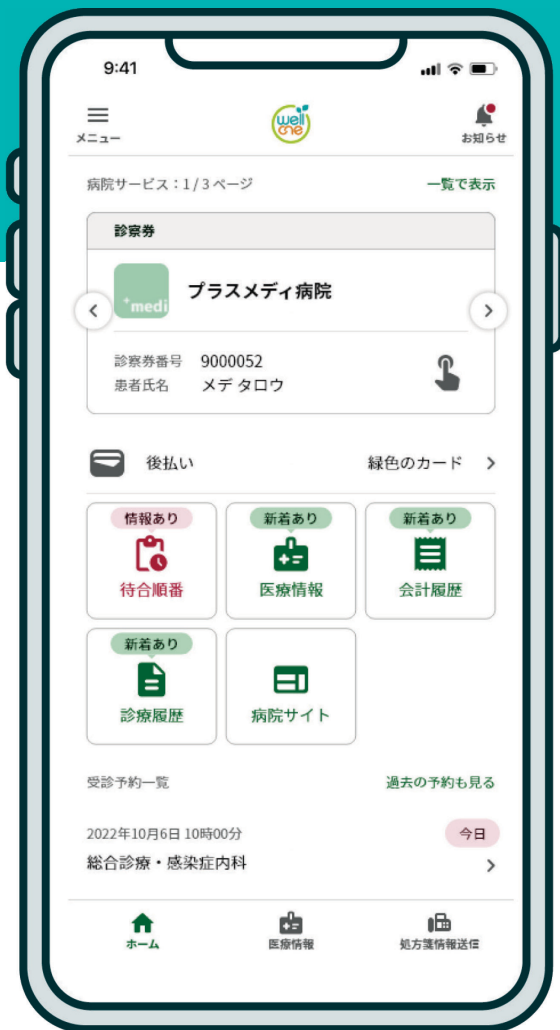 9:41
メニュー
well
one
お知らせ
病院サービス：1/3ページ
一覧で表示
診察券
+medi
プラスメディ病院
診察券番号 9000052
患者氏名 メデ タロウ
後払い
緑色のカード
情報あり
新着あり
新着あり
待合順番
医療情報
会計履歴
新着あり
診療履歴
病院サイト
受診予約一覧
過去の予約も見る
2022年10月6日 10時00分
今日
総合診療・感染症内科
ホーム
医療情報
処方箋情報送信